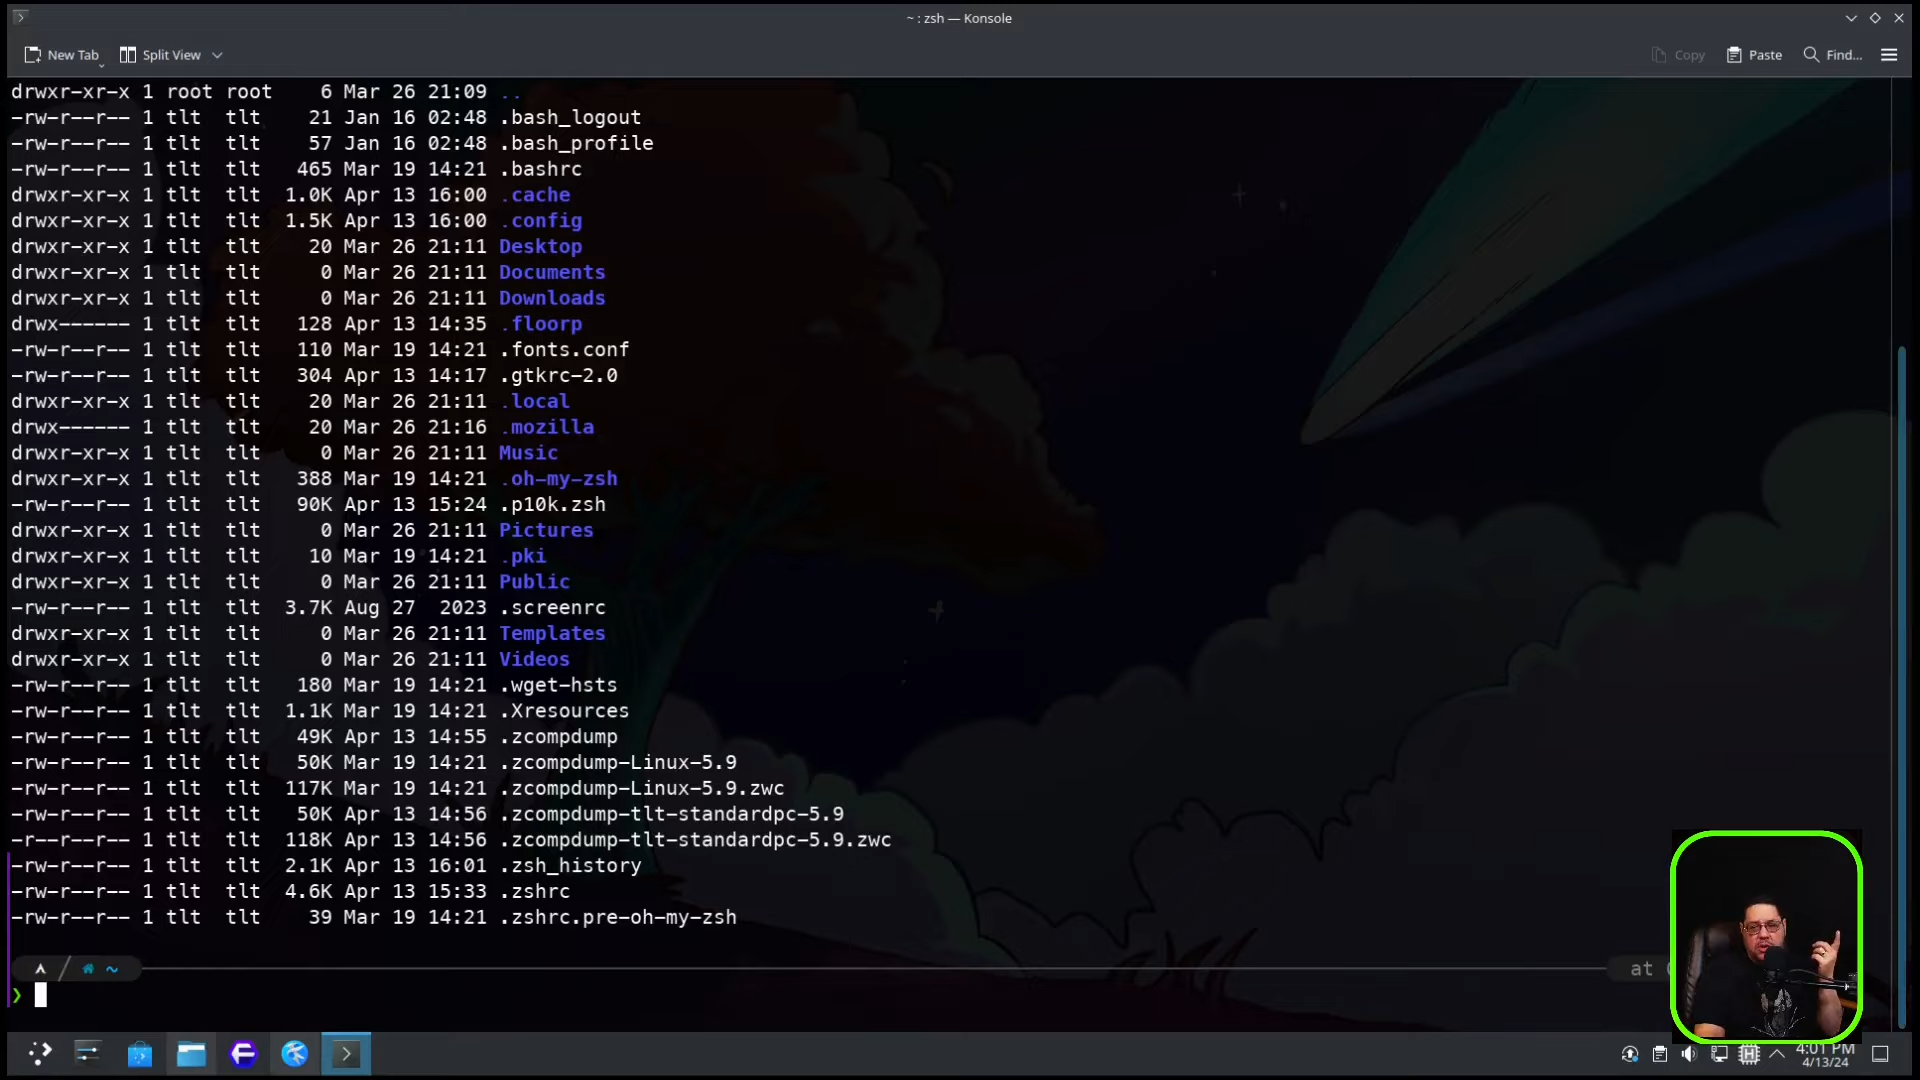 ~ : zsh — Konsole
New Tab Split View Copy Paste Find...
drwxr-xr-x 1 root root 6 Mar 26 21:09 ..
-rw-r--r-- 1 tlt tlt 21 Jan 16 02:48 .bash_logout
-rw-r--r-- 1 tlt tlt 57 Jan 16 02:48 .bash_profile
-rw-r--r-- 1 tlt tlt 465 Mar 19 14:21 .bashrc
drwxr-xr-x 1 tlt tlt 1.0K Apr 13 16:00 .cache
drwxr-xr-x 1 tlt tlt 1.5K Apr 13 16:00 .config
drwxr-xr-x 1 tlt tlt 20 Mar 26 21:11 Desktop
drwxr-xr-x 1 tlt tlt 0 Mar 26 21:11 Documents
drwxr-xr-x 1 tlt tlt 0 Mar 26 21:11 Downloads
drwx------ 1 tlt tlt 128 Apr 13 14:35 .floorp
-rw-r--r-- 1 tlt tlt 110 Mar 19 14:21 .fonts.conf
-rw-r--r-- 1 tlt tlt 304 Apr 13 14:17 .gtkrc-2.0
drwxr-xr-x 1 tlt tlt 20 Mar 26 21:11 .local
drwx------ 1 tlt tlt 20 Mar 26 21:16 .mozilla
drwxr-xr-x 1 tlt tlt 0 Mar 26 21:11 Music
drwxr-xr-x 1 tlt tlt 388 Mar 19 14:21 .oh-my-zsh
-rw-r--r-- 1 tlt tlt 90K Apr 13 15:24 .p10k.zsh
drwxr-xr-x 1 tlt tlt 0 Mar 26 21:11 Pictures
drwxr-xr-x 1 tlt tlt 10 Mar 19 14:21 .pki
drwxr-xr-x 1 tlt tlt 0 Mar 26 21:11 Public
-rw-r--r-- 1 tlt tlt 3.7K Aug 27 2023 .screenrc
drwxr-xr-x 1 tlt tlt 0 Mar 26 21:11 Templates
drwxr-xr-x 1 tlt tlt 0 Mar 26 21:11 Videos
-rw-r--r-- 1 tlt tlt 180 Mar 19 14:21 .wget-hsts
-rw-r--r-- 1 tlt tlt 1.1K Mar 19 14:21 .Xresources
-rw-r--r-- 1 tlt tlt 49K Apr 13 14:55 .zcompdump
-rw-r--r-- 1 tlt tlt 50K Mar 19 14:21 .zcompdump-Linux-5.9
-rw-r--r-- 1 tlt tlt 117K Mar 19 14:21 .zcompdump-Linux-5.9.zwc
-rw-r--r-- 1 tlt tlt 50K Apr 13 14:56 .zcompdump-tlt-standardpc-5.9
-r--r--r-- 1 tlt tlt 118K Apr 13 14:56 .zcompdump-tlt-standardpc-5.9.zwc
-rw-r--r-- 1 tlt tlt 2.1K Apr 13 16:01 .zsh_history
-rw-r--r-- 1 tlt tlt 4.6K Apr 13 15:33 .zshrc
-rw-r--r-- 1 tlt tlt 39 Mar 19 14:21 .zshrc.pre-oh-my-zsh
~ at
❯
4:01 PM
4/13/24